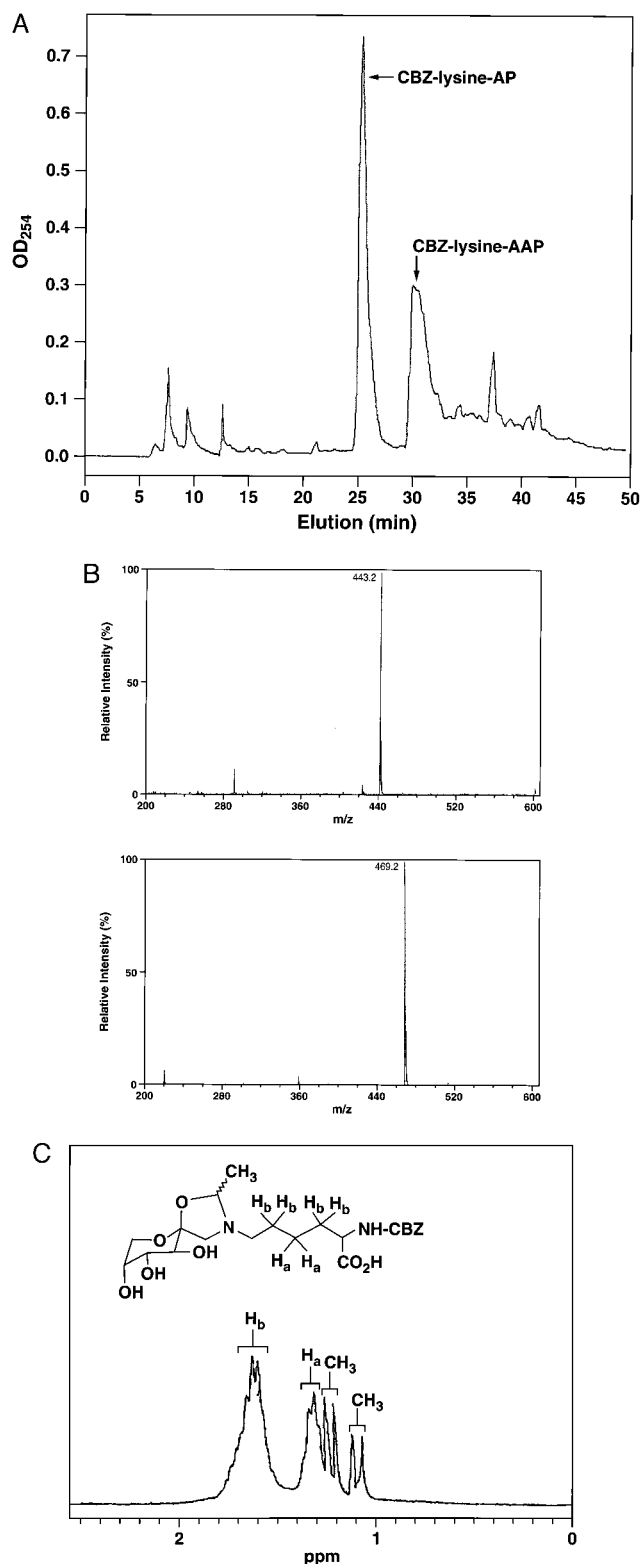 A
0.7
0.6
0.5
0.4
0.3
0.2
0.1
0.0
OD254
CBZ-lysine-AP
CBZ-lysine-AAP
0 5 10 15 20 25 30 35 40 45 50
Elution (min)
B
100
50
0
Relative Intensity (%)
443.2
200 280 360 440 520 600
m/z
100
50
0
Relative Intensity (%)
469.2
200 280 360 440 520 600
m/z
C
CH3
O
Hb Hb Hb Hb
O N NH-CBZ
OH Ha Ha CO2H
OH
OH
Hb
Ha CH3
CH3
2 1 0
ppm